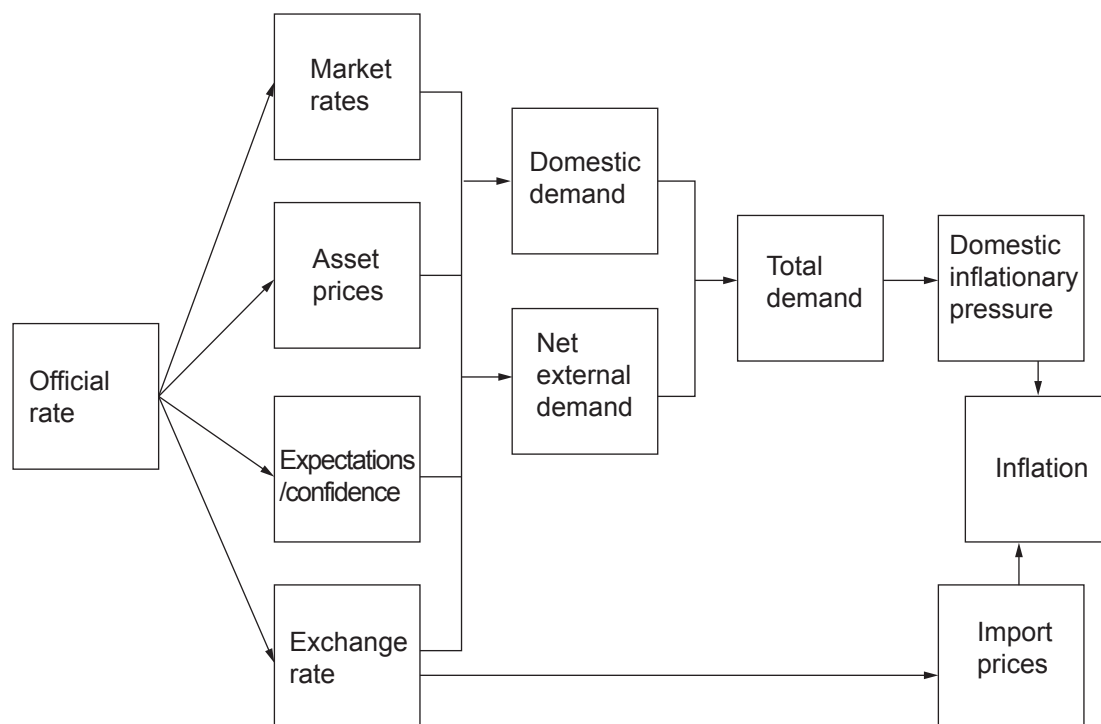 Market
rates
Domestic
demand
Asset
prices
Total
demand
Domestic
inflationary
pressure
Net
external
demand
Official
rate
Expectations
/confidence
Inflation
Exchange
rate
Import
prices